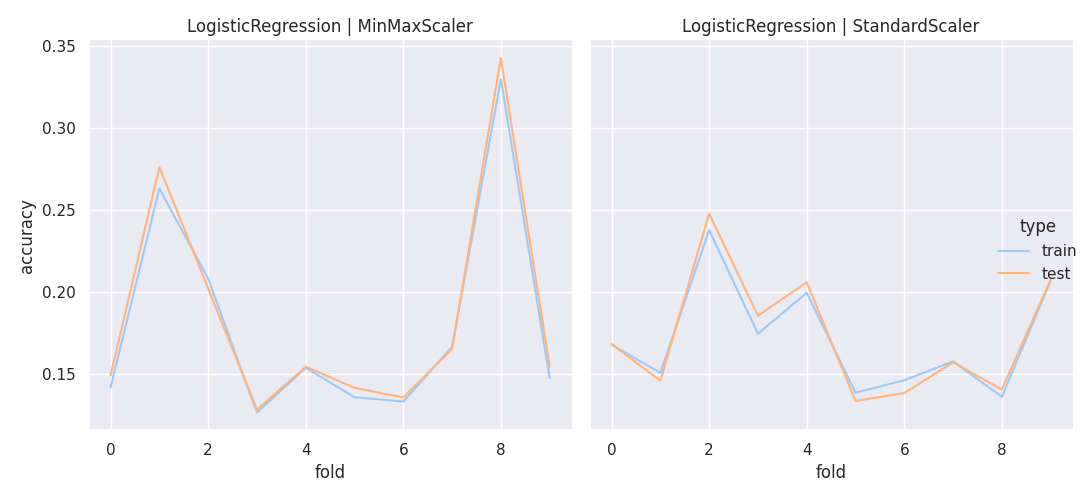 LogisticRegression | MinMaxScaler
LogisticRegression | StandardScaler
0.35
0.30
0.25
0.20
0.15
accuracy
0 2 4 6 8
fold
0 2 4 6 8
fold
type
train
test